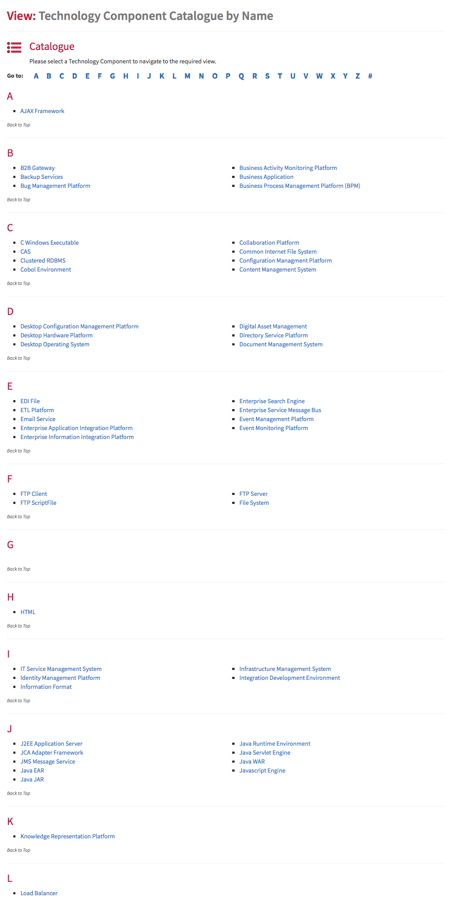 View: Technology Component Catalogue by Name
Catalogue
Please select a Technology Component to navigate to the required view.
Go to: A B C D E F G H I J K L M N O P Q R S T U V W X Y Z #
A
AJAX Framework
Back to Top
B
B2B Gateway
Backup Services
Bug Management Platform
Business Activity Monitoring Platform
Business Application
Business Process Management Platform (BPM)
Back to Top
C
C Windows Executable
CAS
Clustered RDBMS
Cobol Environment
Collaboration Platform
Common Internet File System
Configuration Managment Platform
Content Management System
Back to Top
D
Desktop Configuration Management Platform
Desktop Hardware Platform
Desktop Operating System
Digital Asset Management
Directory Service Platform
Document Management System
Back to Top
E
EDI File
ETL Platform
Email Service
Enterprise Application Integration Platform
Enterprise Information Integration Platform
Enterprise Search Engine
Enterprise Service Message Bus
Event Management Platform
Event Monitoring Platform
Back to Top
F
FTP Client
FTP ScriptFile
FTP Server
File System
Back to Top
G
Back to Top
H
HTML
Back to Top
I
IT Service Management System
Identity Management Platform
Information Format
Infrastructure Management System
Integration Development Environment
Back to Top
J
J2EE Application Server
JCA Adapter Framework
JMS Message Service
Java EAR
Java JAR
Java Runtime Environment
Java Servlet Engine
Java WAR
Javascript Engine
Back to Top
K
Knowledge Representation Platform
Back to Top
L
Load Balancer